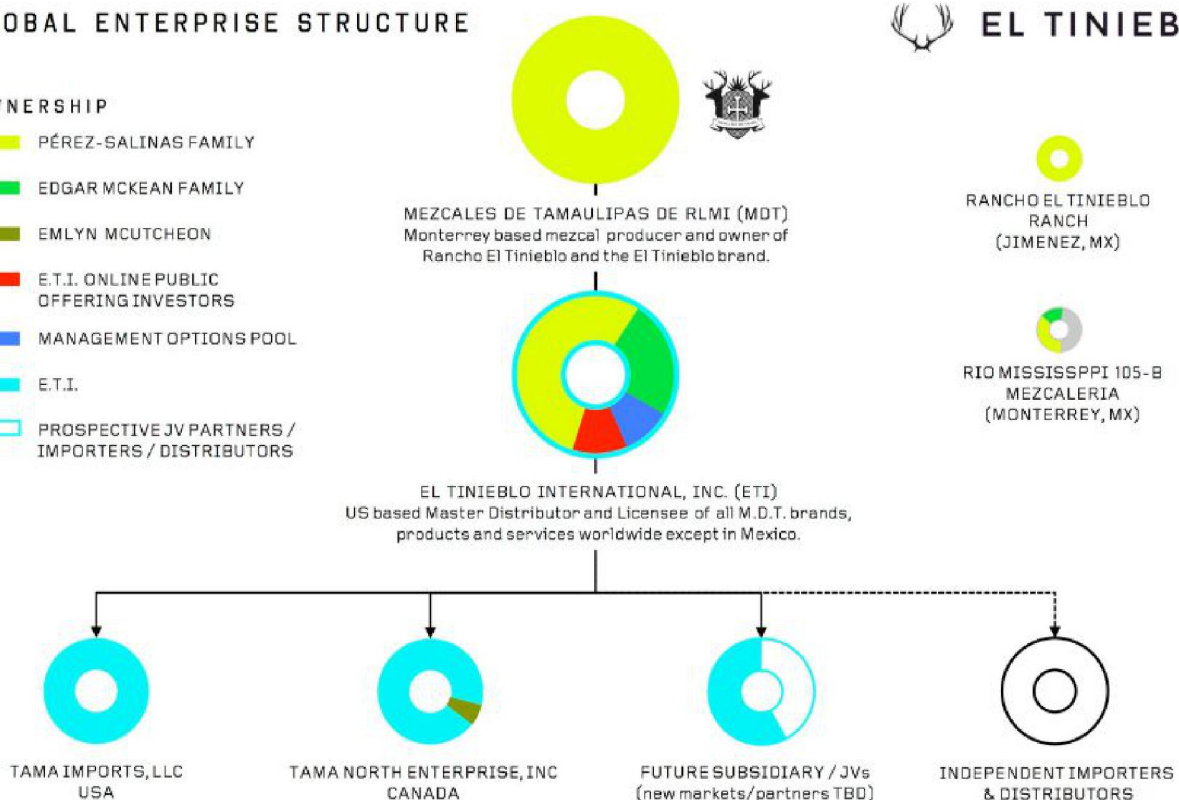 OBAL ENTERPRISE STRUCTURE
EL TINIEB
NERSHIP
PÉREZ-SALINAS FAMILY
EDGAR MCKEAN FAMILY
EMLYN MCUTCHEON
E.T.I. ONLINE PUBLIC
OFFERING INVESTORS
MANAGEMENT OPTIONS POOL
E.T.I.
PROSPECTIVE JV PARTNERS /
IMPORTERS / DISTRIBUTORS
MEZCALES DE TAMAULIPAS DE RLMI (MDT)
Monterrey based mezcal producer and owner of
Rancho El Tinieblo and the El Tinieblo brand.
RANCHO EL TINIEBLO
RANCH
(JIMENEZ, MX)
RIO MISSISSPPI 105-B
MEZCALERIA
(MONTERREY, MX)
EL TINIEBLO INTERNATIONAL, INC. (ETI)
US based Master Distributor and Licensee of all M.D.T. brands,
products and services worldwide except in Mexico.
TAMA IMPORTS, LLC
USA
TAMA NORTH ENTERPRISE, INC
CANADA
FUTURE SUBSIDIARY / JVs
(new markets/partners TBD)
INDEPENDENT IMPORTERS
& DISTRIBUTORS